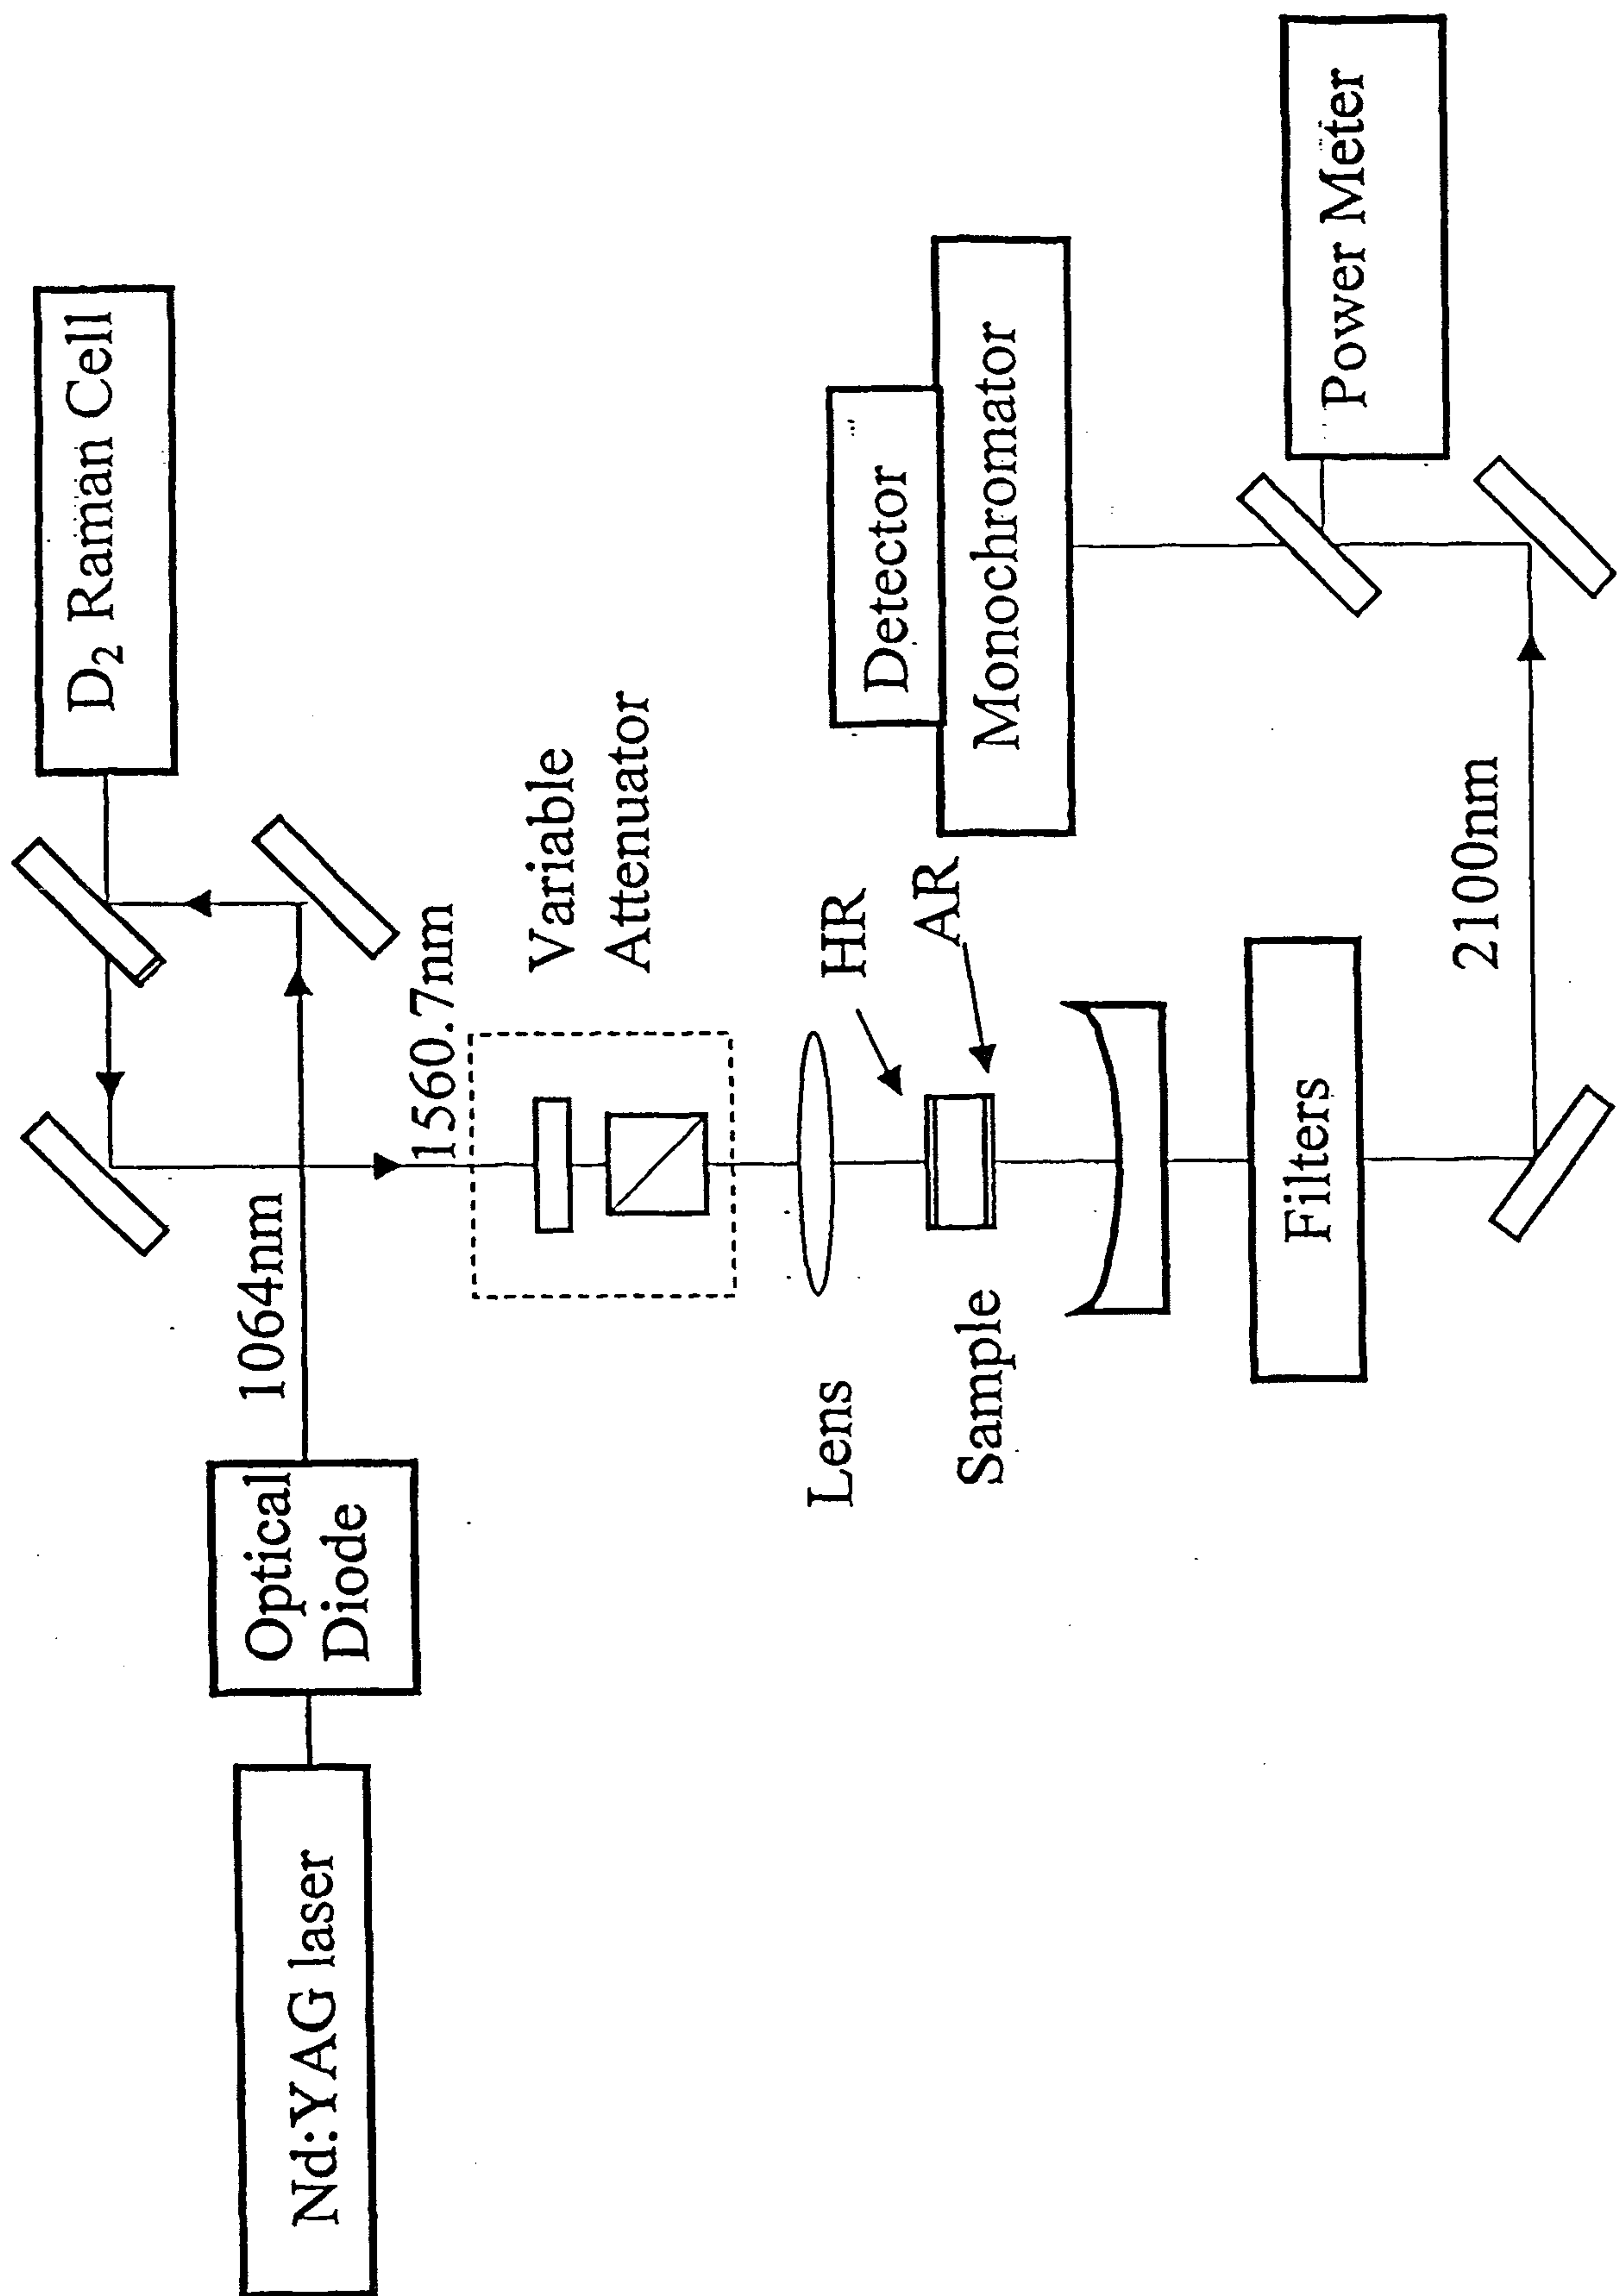 Nd:YAG laser
Optical
Diode
1064nm
D₂ Raman Cell
1560.7nm
Variable
Attenuator
Lens
HR
Sample
AR
Detector
Monochromator
Filters
2100nm
Power Meter